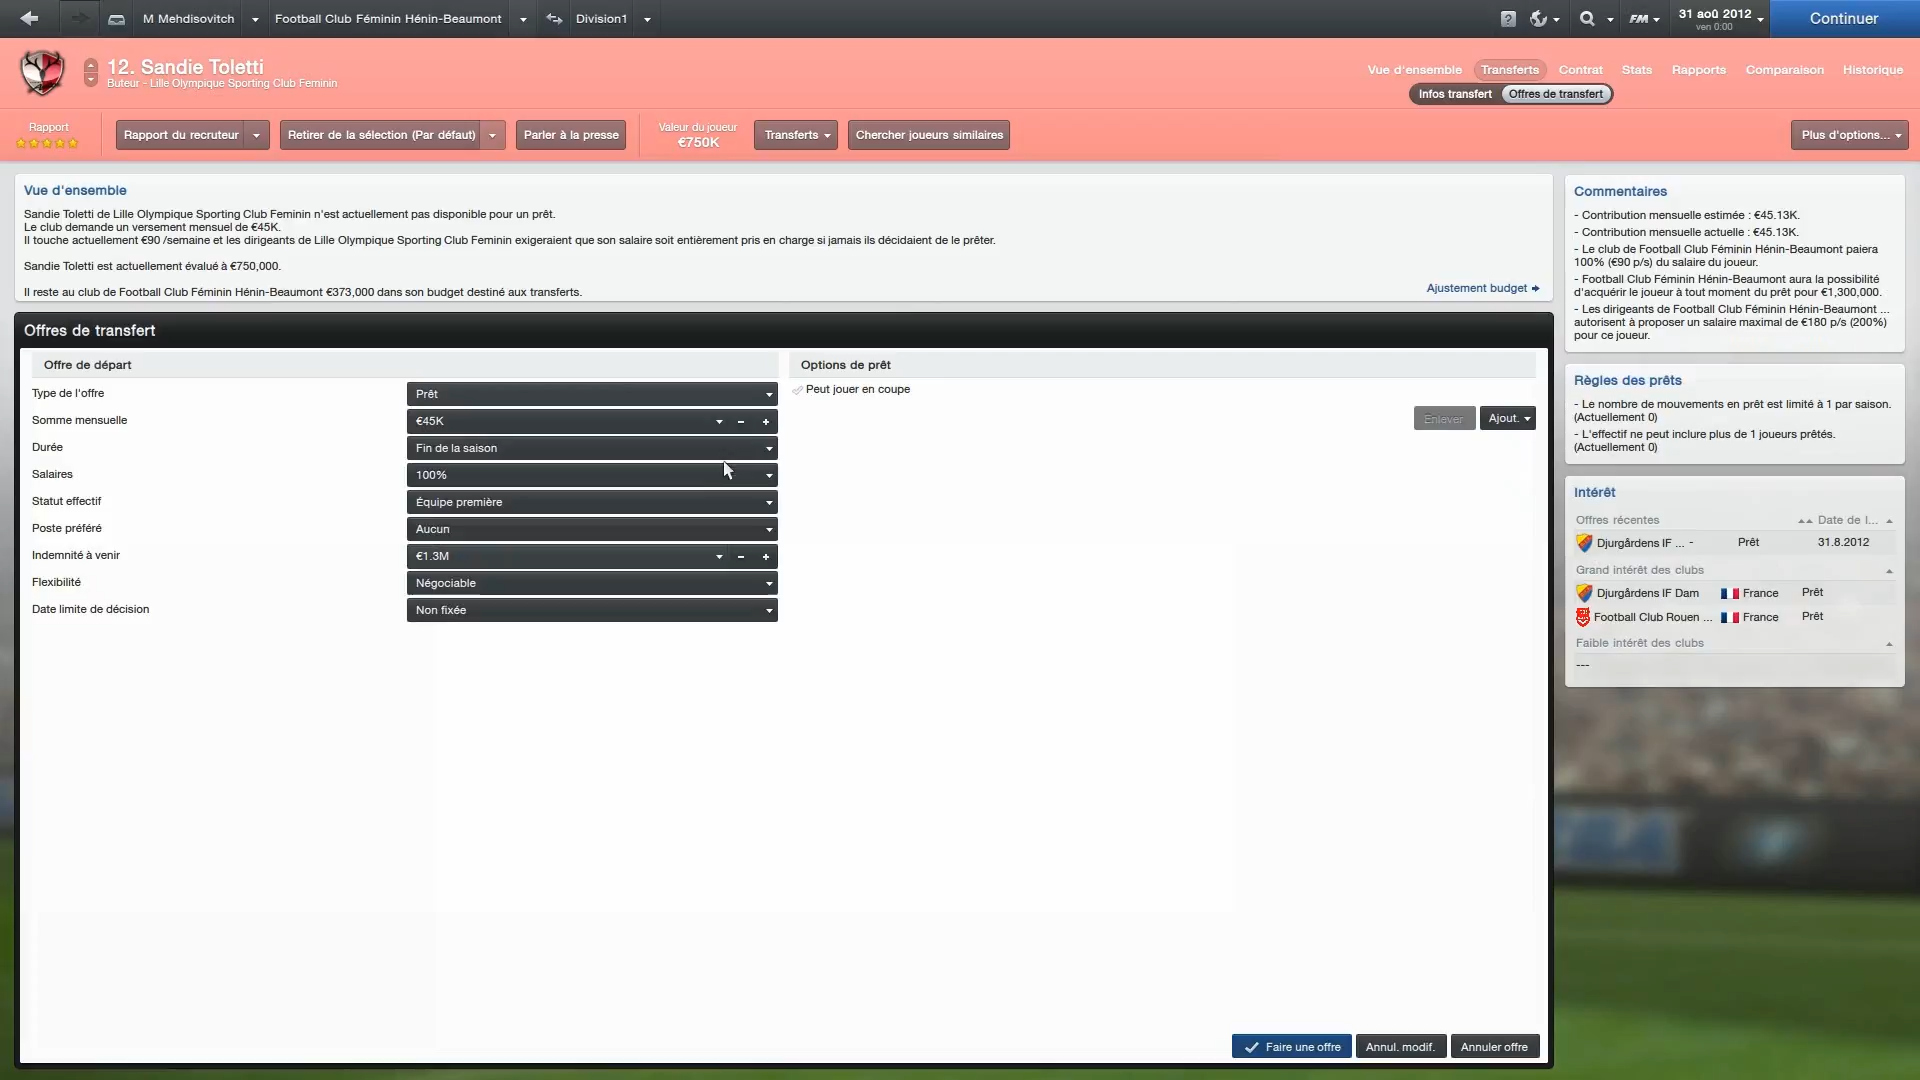 M Mehdisovitch
Football Club Féminin Hénin-Beaumont
Division1
?
FM
31 aoû 2012
ven 0:00
Continuer
12. Sandie Toletti
Buteur - Lille Olympique Sporting Club Feminin
Vue d'ensemble
Transferts
Contrat
Stats
Rapports
Comparaison
Historique
Infos transfert
Offres de transfert
Rapport
Rapport du recruteur
Retirer de la sélection (Par défaut)
Parler à la presse
Valeur du joueur
€750K
Transferts
Chercher joueurs similaires
Plus d'options...
Vue d'ensemble
Sandie Toletti de Lille Olympique Sporting Club Feminin n'est actuellement pas disponible pour un prêt.
Le club demande un versement mensuel de €45K.
Il touche actuellement €90 /semaine et les dirigeants de Lille Olympique Sporting Club Feminin exigeraient que son salaire soit entièrement pris en charge si jamais ils décidaient de le prêter.
Sandie Toletti est actuellement évalué à €750,000.
Il reste au club de Football Club Féminin Hénin-Beaumont €373,000 dans son budget destiné aux transferts.
Ajustement budget
Offres de transfert
Offre de départ
Type de l'offre
Prêt
Somme mensuelle
€45K
Durée
Fin de la saison
Salaires
100%
Statut effectif
Équipe première
Poste préféré
Aucun
Indemnité à venir
€1.3M
Flexibilité
Négociable
Date limite de décision
Non fixée
Options de prêt
Peut jouer en coupe
Enlever
Ajout.
Faire une offre
Annul. modif.
Annuler offre
Commentaires
- Contribution mensuelle estimée : €45.13K.
- Contribution mensuelle actuelle : €45.13K.
- Le club de Football Club Féminin Hénin-Beaumont paiera
100% (€90 p/s) du salaire du joueur.
- Football Club Féminin Hénin-Beaumont aura la possibilité
d'acquérir le joueur à tout moment du prêt pour €1,300,000.
- Les dirigeants de Football Club Féminin Hénin-Beaumont ...
autorisent à proposer un salaire maximal de €180 p/s (200%)
pour ce joueur.
Règles des prêts
- Le nombre de mouvements en prêt est limité à 1 par saison.
(Actuellement 0)
- L'effectif ne peut inclure plus de 1 joueurs prêtés.
(Actuellement 0)
Intérêt
Offres récentes
Date de l...
Djurgårdens IF ... -
Prêt
31.8.2012
Grand intérêt des clubs
Djurgårdens IF Dam
France
Prêt
Football Club Rouen ...
France
Prêt
Faible intérêt des clubs
---